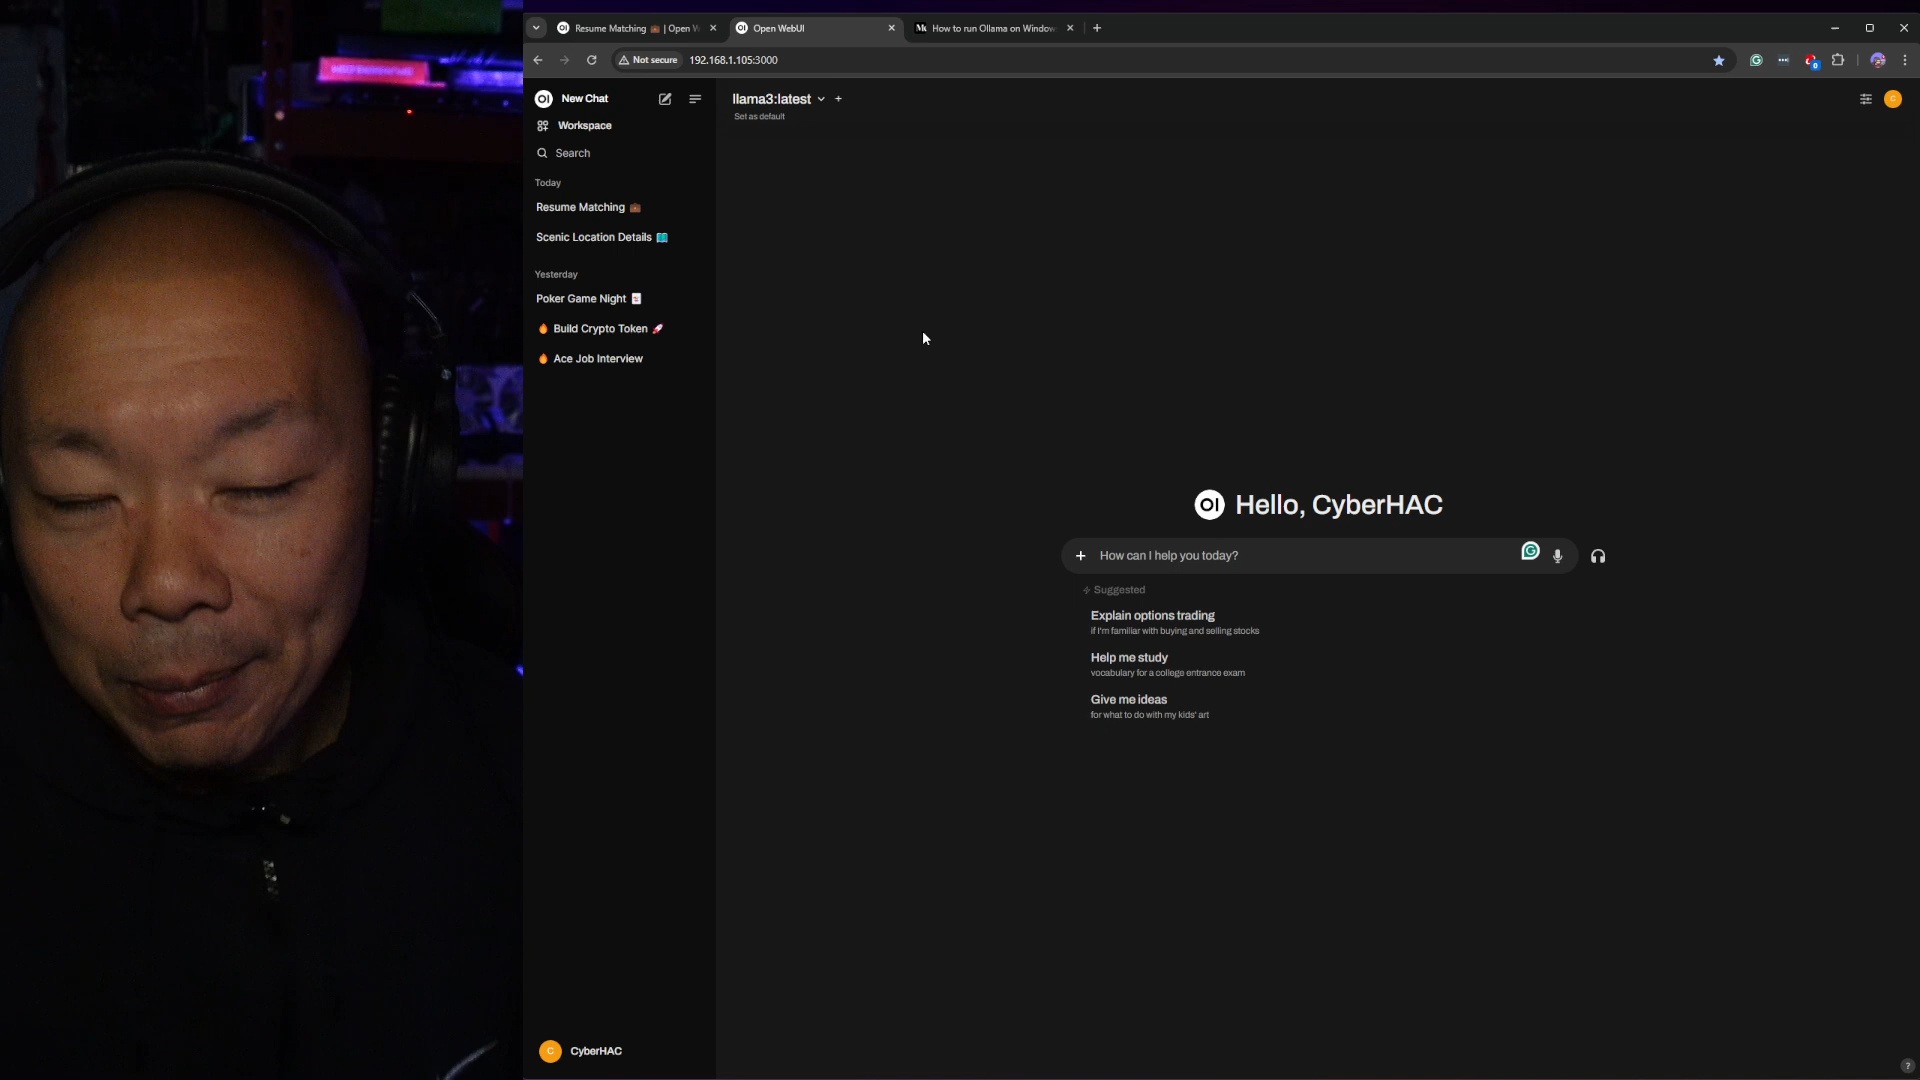 Resume Matching 💼 | Open W
Open WebUI
How to run Ollama on Window
Not secure
192.168.1.105:3000
0
OI
New Chat
Workspace
Search
Today
Resume Matching 💼
Scenic Location Details 🗺️
Yesterday
Poker Game Night 🃏
🔥 Build Crypto Token 🚀
🔥 Ace Job Interview
C
CyberHAC
llama3:latest
Set as default
C
OI
Hello, CyberHAC
How can I help you today?
Suggested
Explain options trading
if I'm familiar with buying and selling stocks
Help me study
vocabulary for a college entrance exam
Give me ideas
for what to do with my kids' art
?